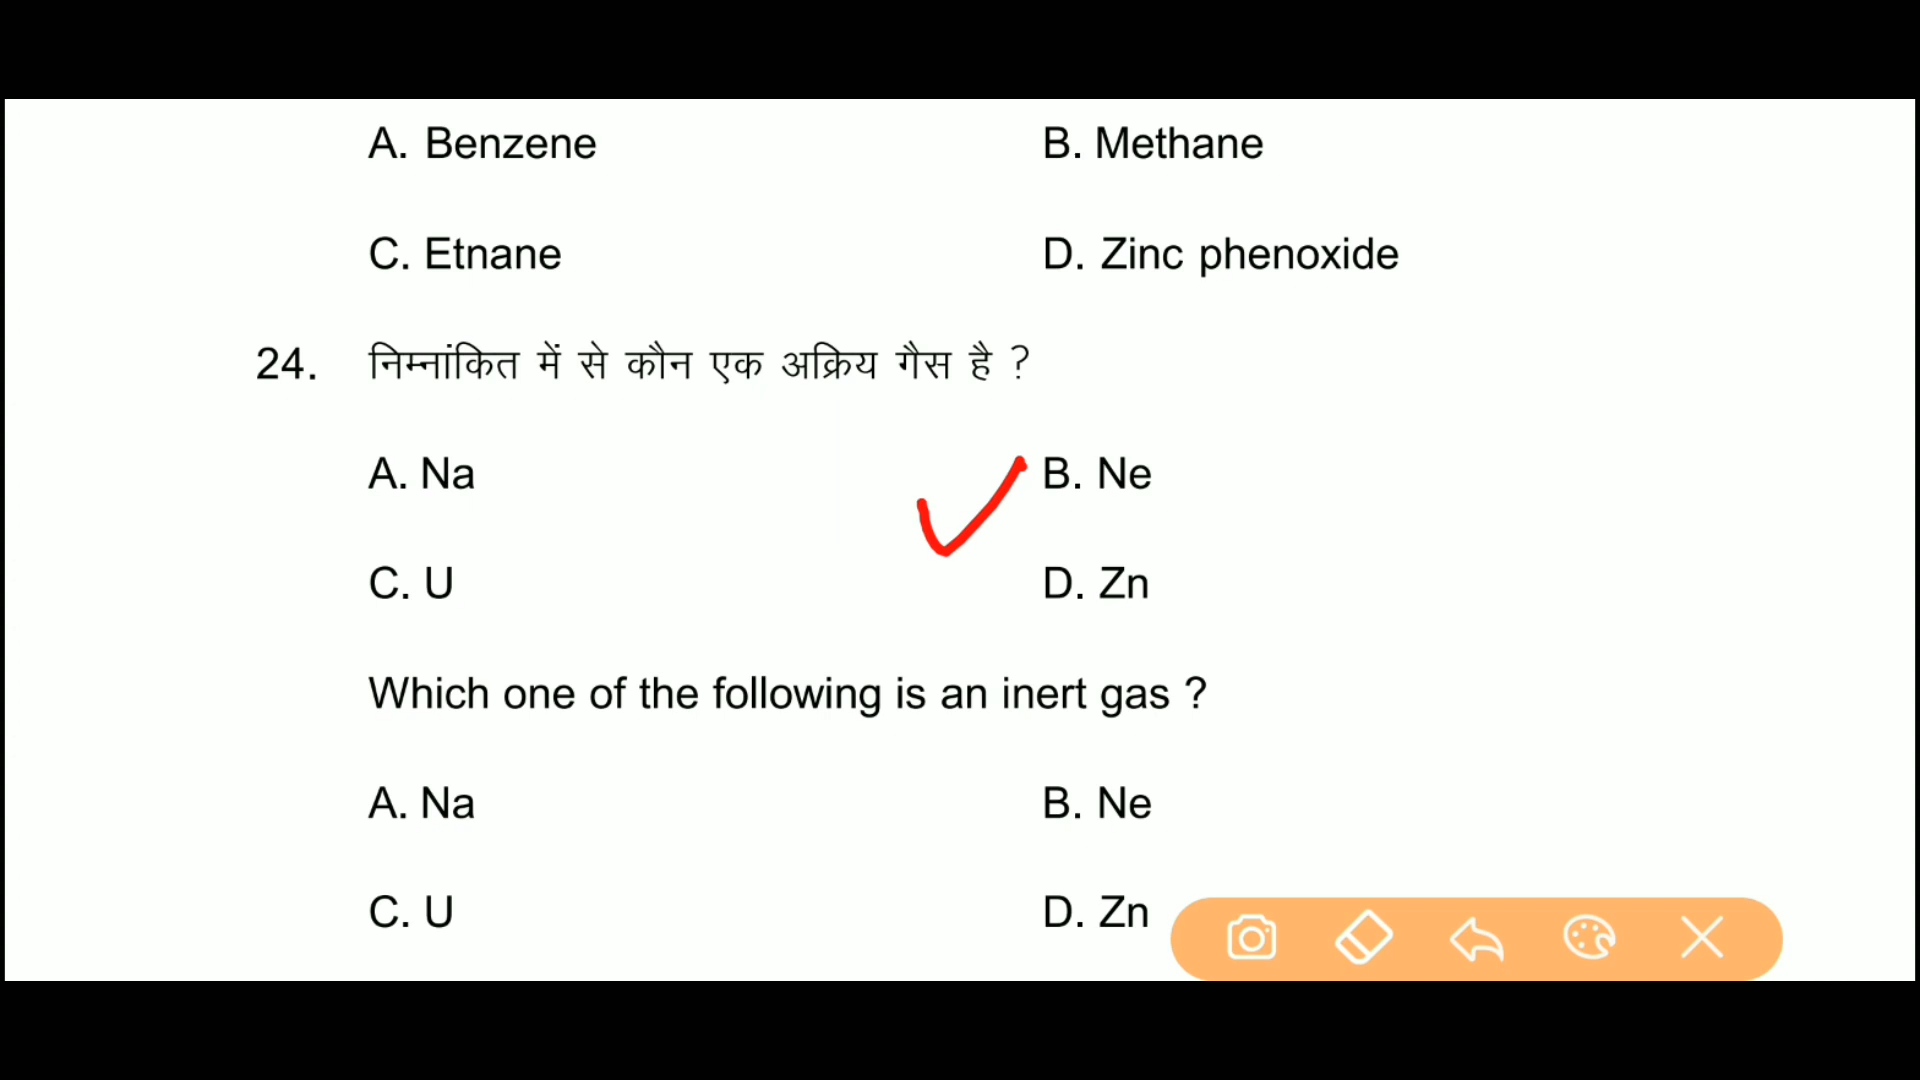 A. Benzene B. Methane
C. Etnane D. Zinc phenoxide
24. निम्नांकित में से कौन एक अक्रिय गैस है ?
A. Na B. Ne
C. U D. Zn
Which one of the following is an inert gas ?
A. Na B. Ne
C. U D. Zn